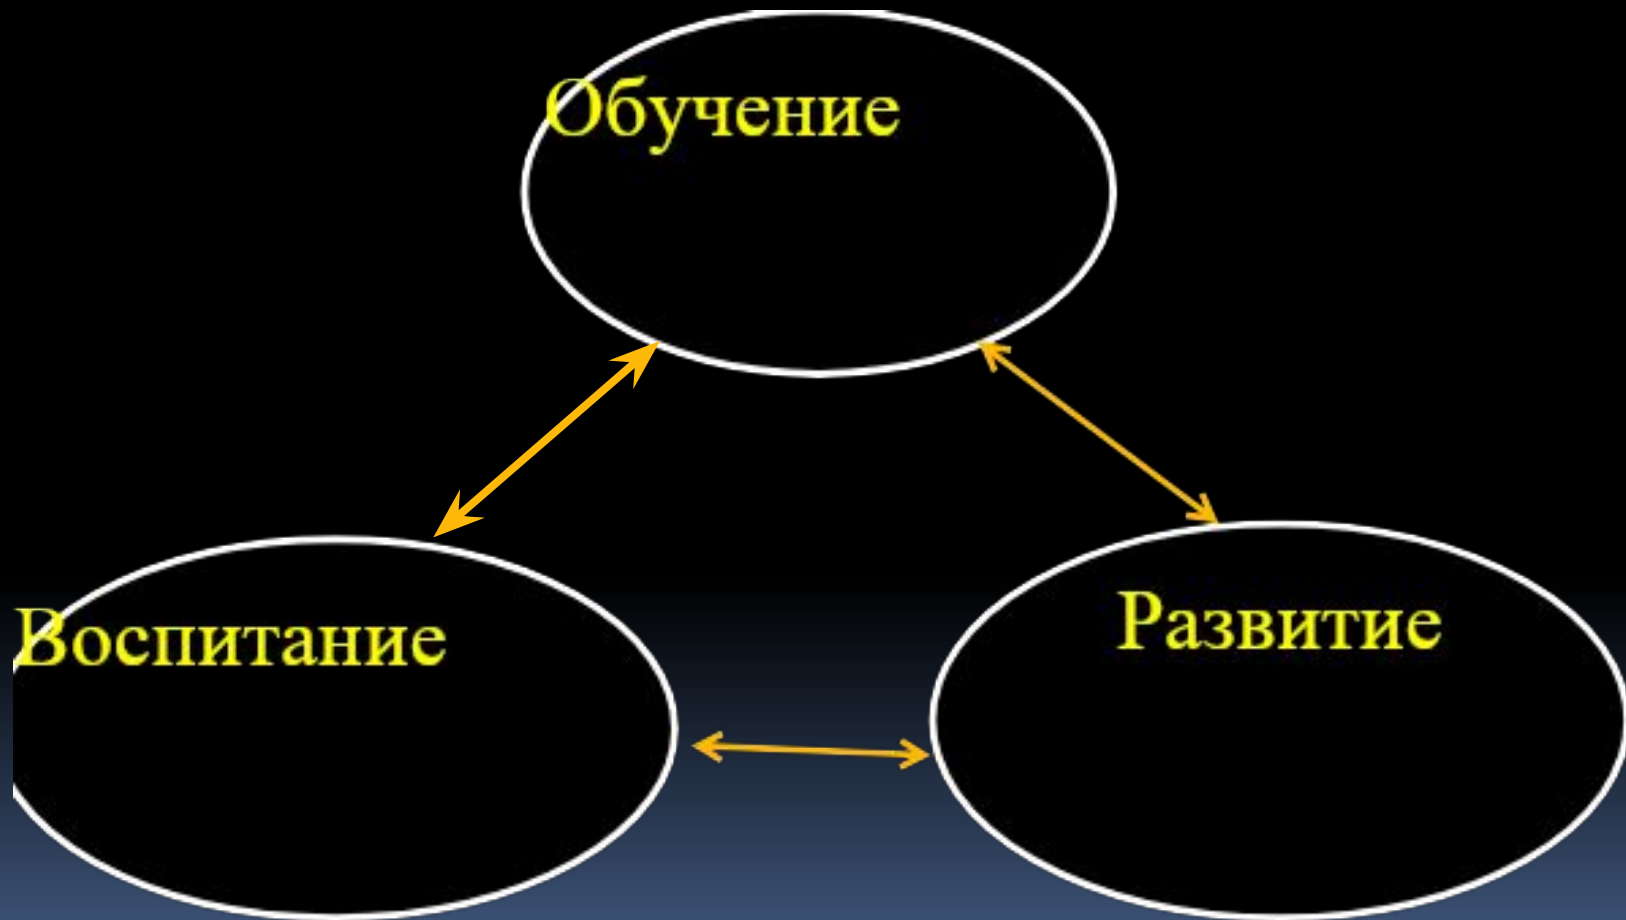 Обучение
Воспитание
Развитие